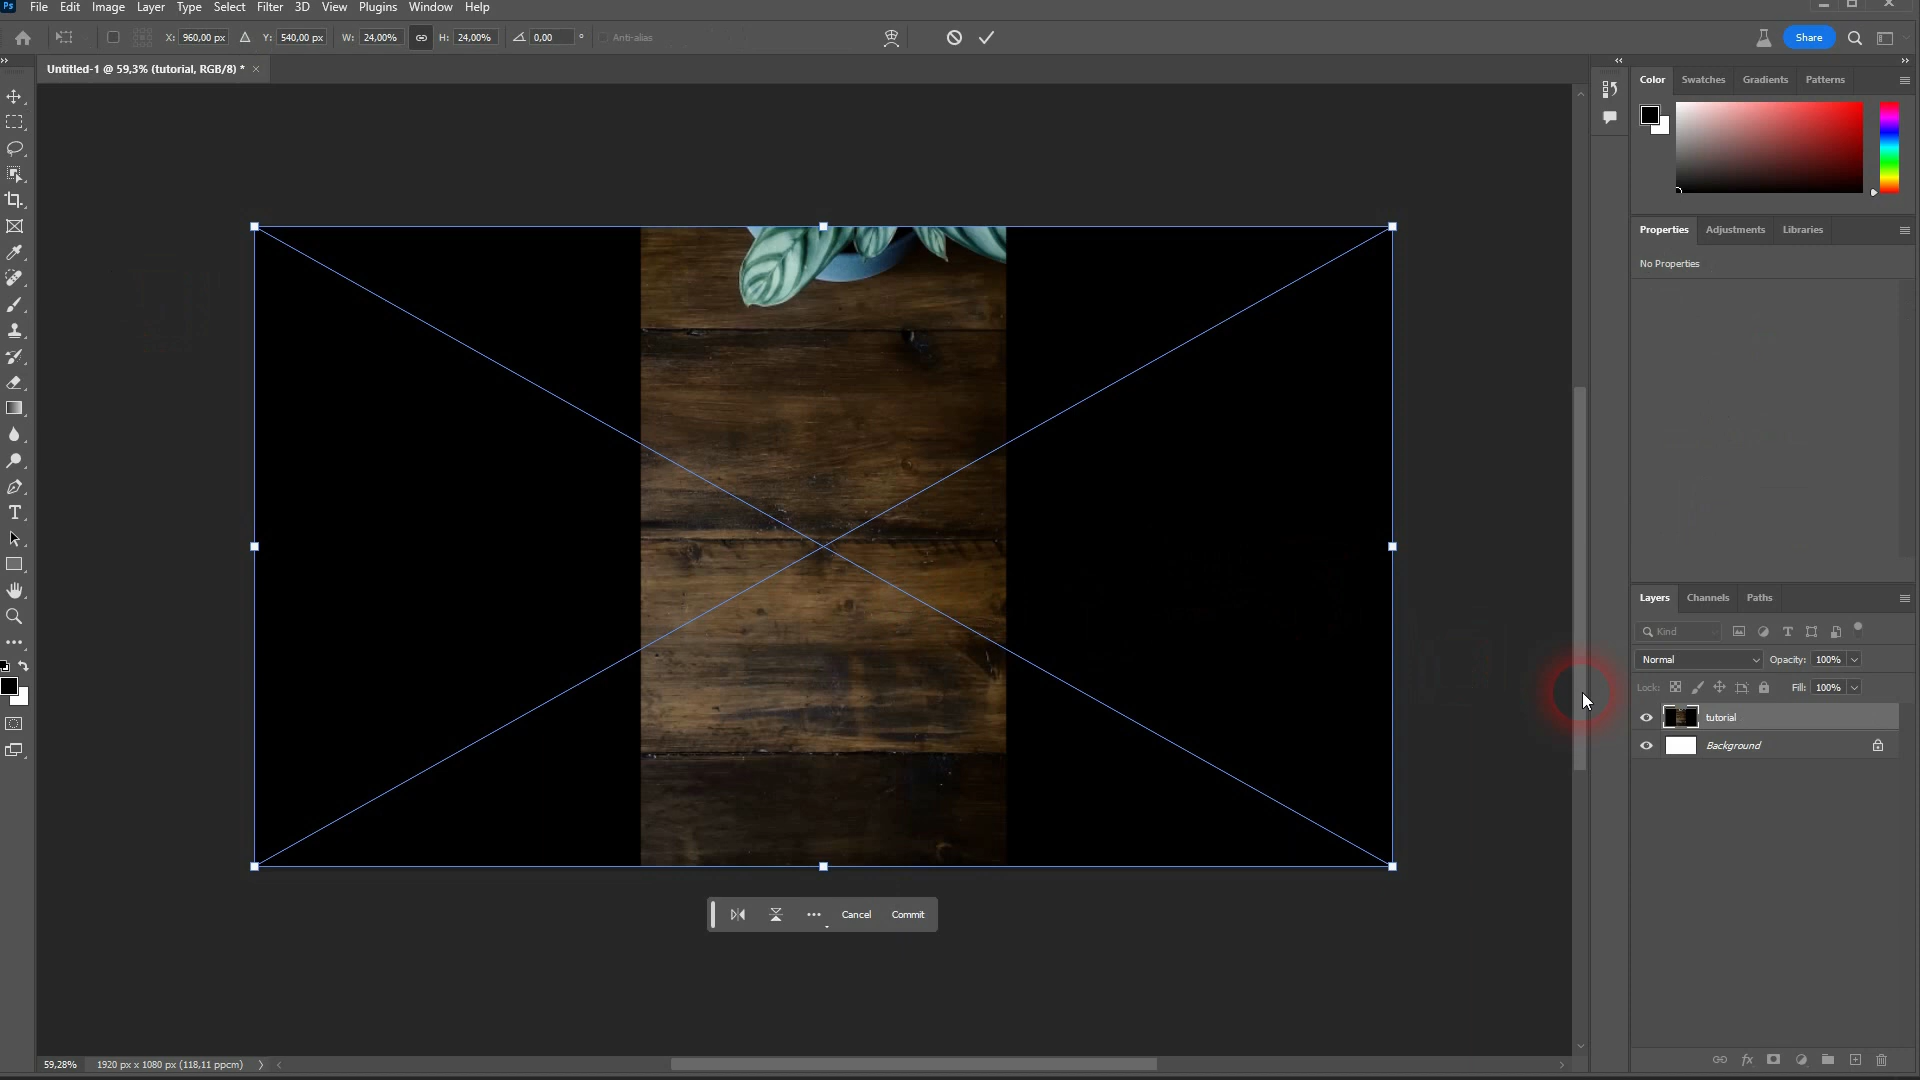 Ps File Edit Image Layer Type Select Filter 3D View Plugins Window Help
X: 960,00 px Y: 540,00 px W: 24,00% H: 24,00% 0,00 ° Anti-alias Share
Untitled-1 @ 59,3% (tutorial, RGB/8) *
Color Swatches Gradients Patterns
Properties Adjustments Libraries
No Properties
Layers Channels Paths
Kind
Normal Opacity: 100%
Lock: Fill: 100%
tutorial
Background
Cancel Commit
59,28% 1920 px x 1080 px (118,11 ppcm)